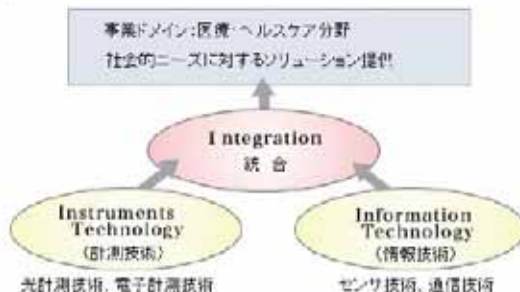 事業ドメイン：医療・ヘルスケア分野
社会的ニーズに対するソリューション提供
Integration
統合
Instruments
Technology
(計測技術)
Information
Technology
(情報技術)
光計測技術，電子計測技術
センサ技術，通信技術